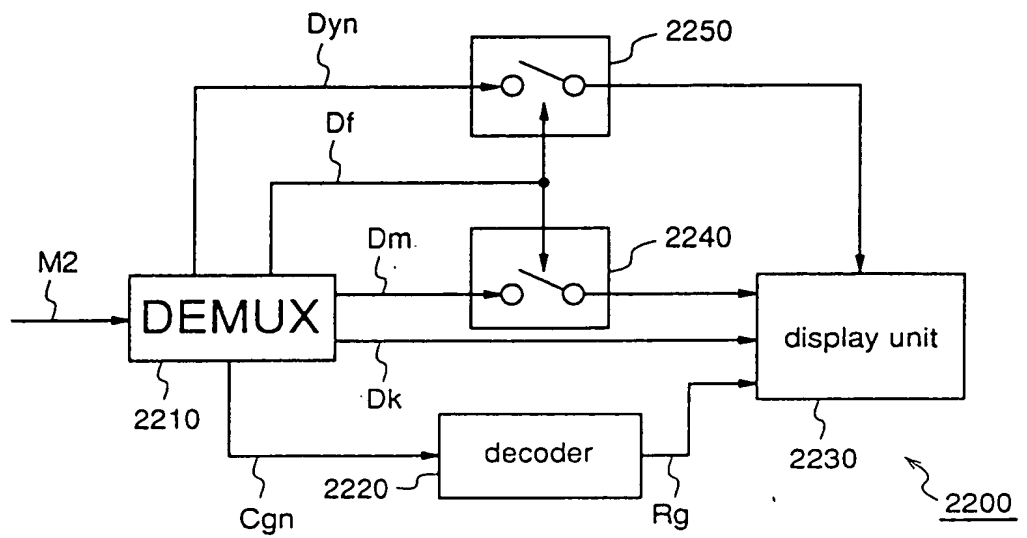 Dyn
2250
Df
Dm
2240
M2
DEMUX
display unit
Dk
2210
decoder
2230
2220
Cgn
Rg
2200